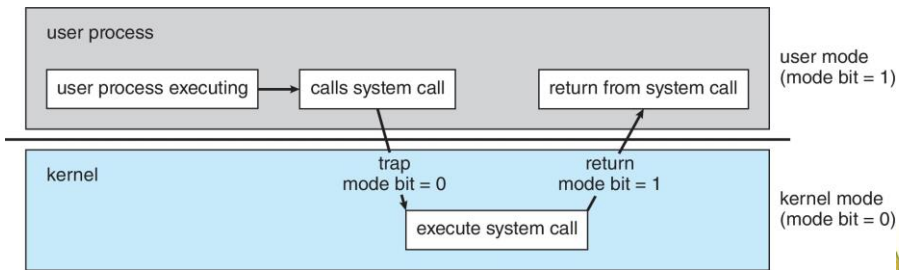 user process
user process executing
calls system call
return from system call
user mode
(mode bit = 1)
kernel
trap
mode bit = 0
return
mode bit = 1
execute system call
kernel mode
(mode bit = 0)